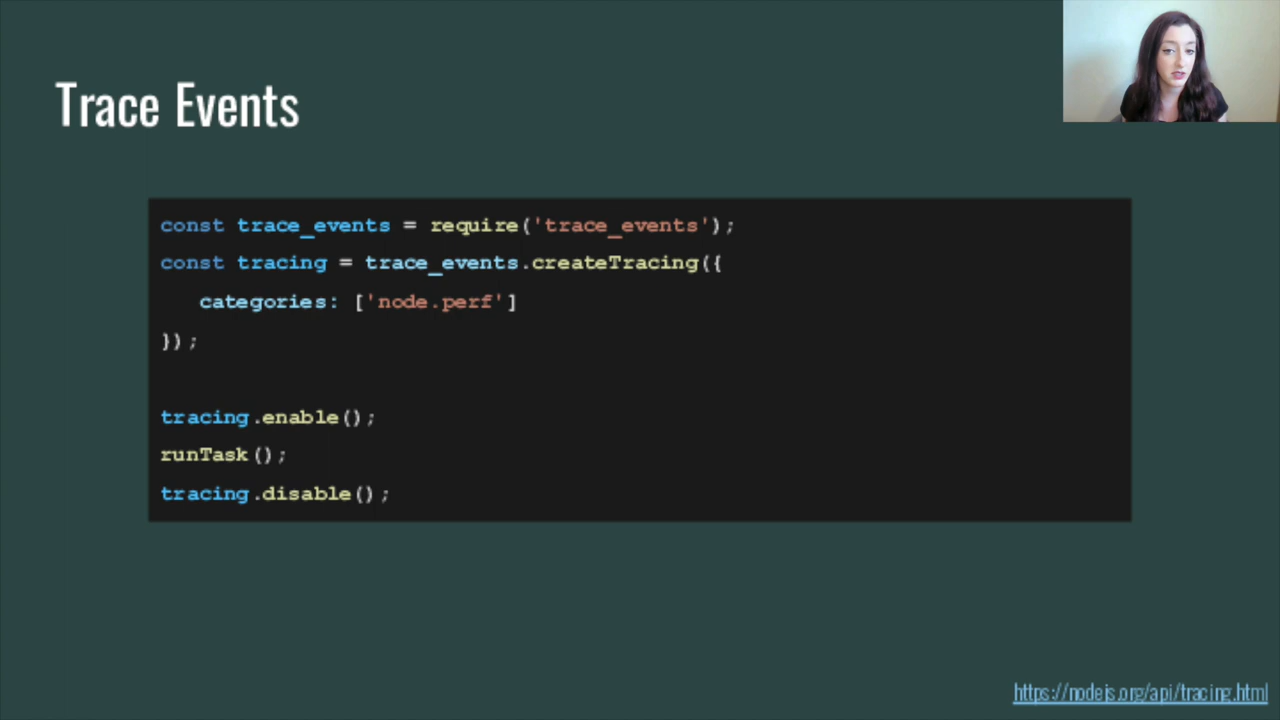 Trace Events
const trace_events = require('trace_events');
const tracing = trace_events.createTracing({
categories: ['node.perf']
});
tracing.enable();
runTask();
tracing.disable();
https://nodejs.org/api/tracing.html